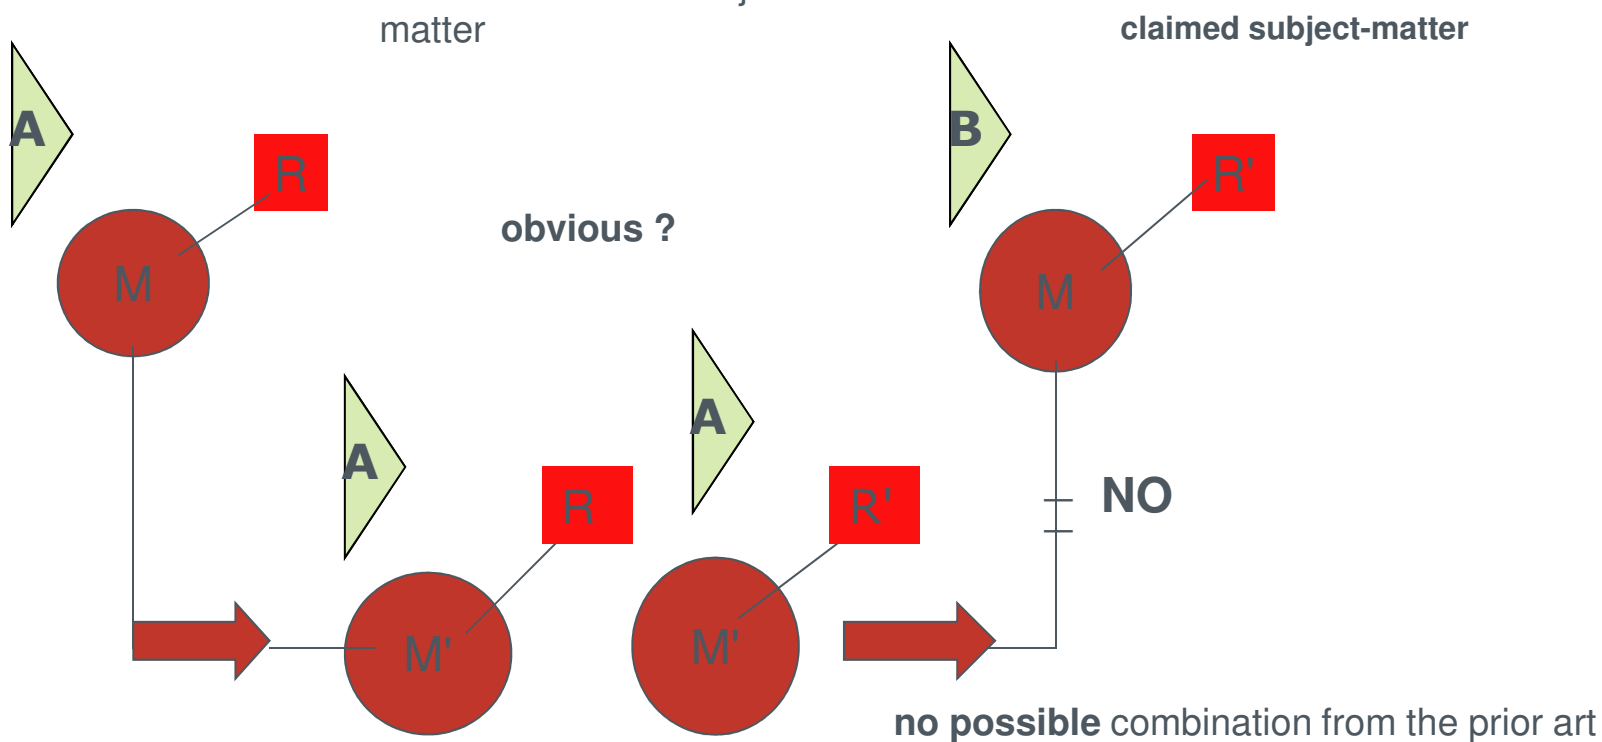 matter
claimed subject-matter
A
B
R
R'
obvious ?
M
M
A
A
R
R'
NO
M'
M'
no possible combination from the prior art